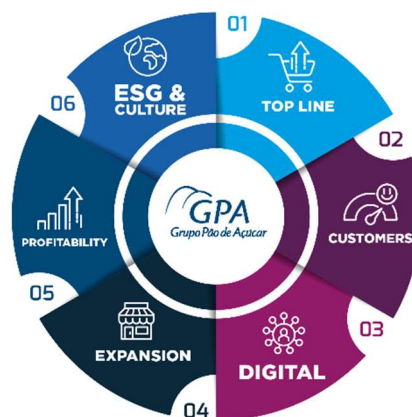 01
TOP LINE
02
CUSTOMERS
03
DIGITAL
04
EXPANSION
05
PROFITABILITY
06
ESG &
CULTURE
GPA
Grupo Pão de Açúcar